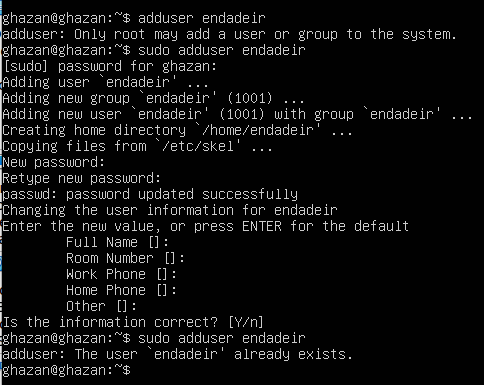 ghazan@ghazan:~$ adduser endadeir
adduser: Only root may add a user or group to the system.
ghazan@ghazan:~$ sudo adduser endadeir
[sudo] password for ghazan:
Adding user `endadeir' ...
Adding new group `endadeir' (1001) ...
Adding new user `endadeir' (1001) with group `endadeir' ...
Creating home directory `/home/endadeir' ...
Copying files from `/etc/skel' ...
New password:
Retype new password:
passwd: password updated successfully
Changing the user information for endadeir
Enter the new value, or press ENTER for the default
Full Name []:
Room Number []:
Work Phone []:
Home Phone []:
Other []:
Is the information correct? [Y/n]
ghazan@ghazan:~$ sudo adduser endadeir
adduser: The user `endadeir' already exists.
ghazan@ghazan:~$